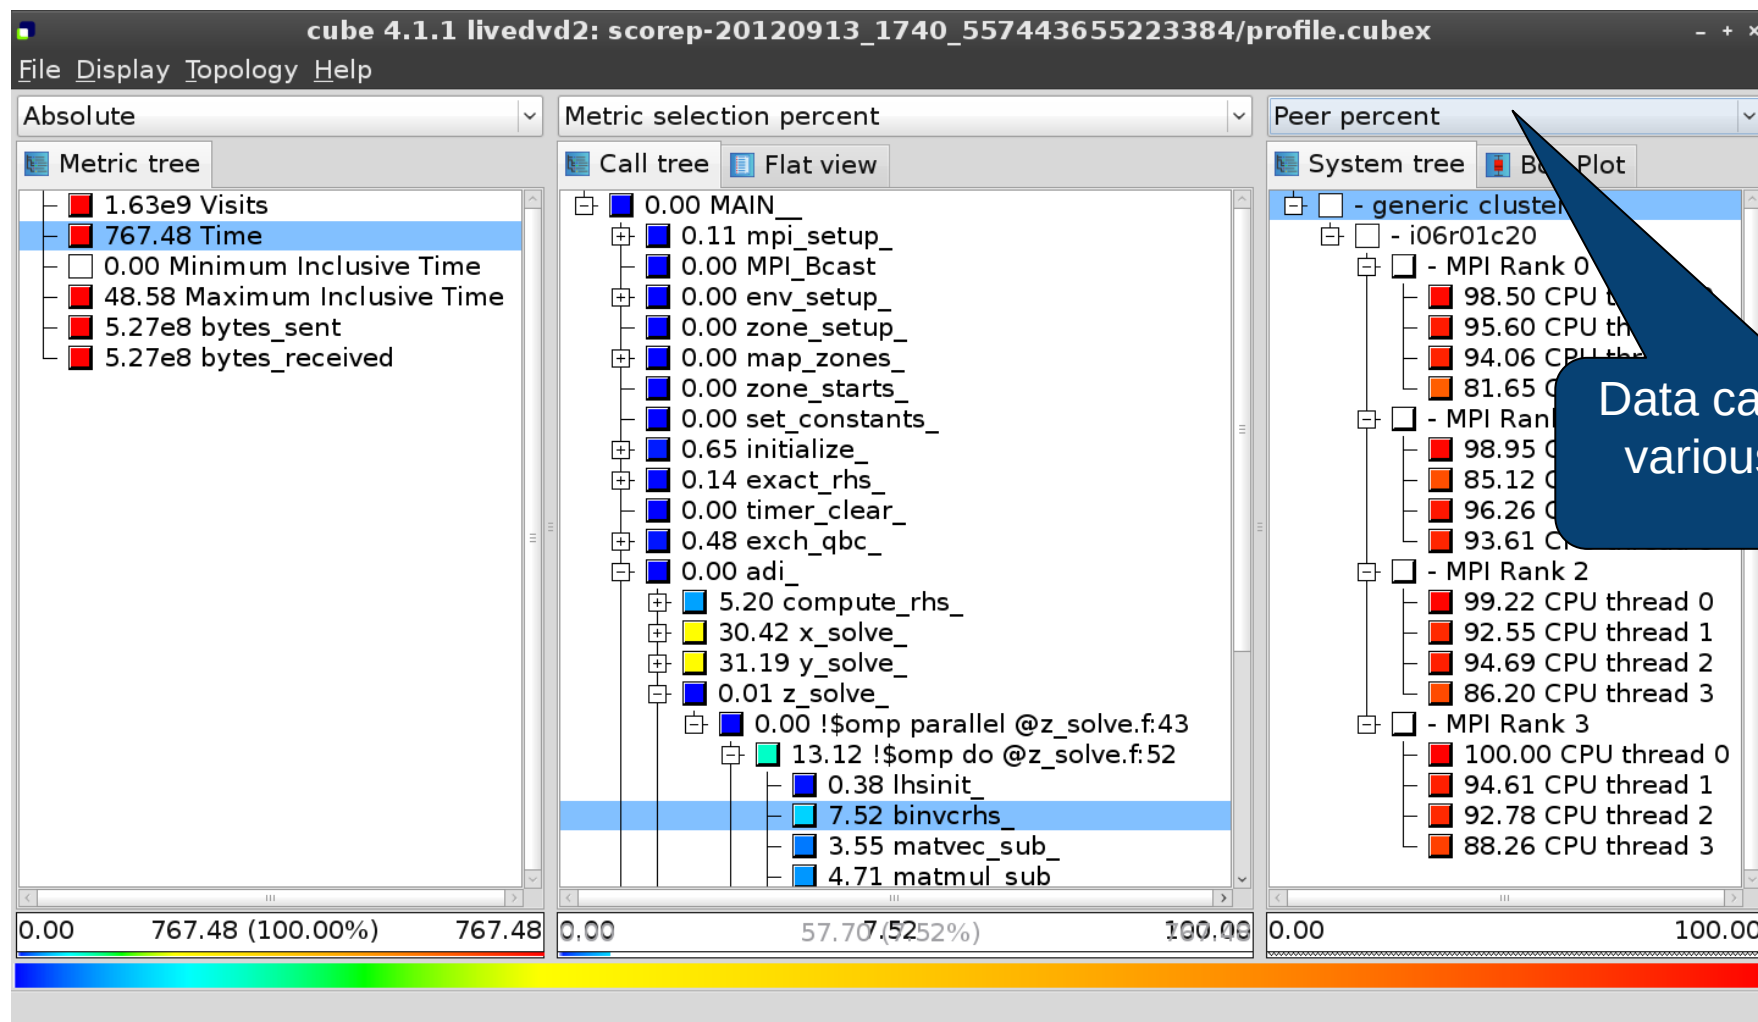 cube 4.1.1 livedvd2: scorep-20120913_1740_557443655223384/profile.cubex
File Display Topology Help
Absolute
Metric tree
1.63e9 Visits
767.48 Time
0.00 Minimum Inclusive Time
48.58 Maximum Inclusive Time
5.27e8 bytes_sent
5.27e8 bytes_received
0.00 767.48 (100.00%) 767.48
Metric selection percent
Call tree Flat view
0.00 MAIN__
0.11 mpi_setup_
0.00 MPI_Bcast
0.00 env_setup_
0.00 zone_setup_
0.00 map_zones_
0.00 zone_starts_
0.00 set_constants_
0.65 initialize_
0.14 exact_rhs_
0.00 timer_clear_
0.48 exch_qbc_
0.00 adi_
5.20 compute_rhs_
30.42 x_solve_
31.19 y_solve_
0.01 z_solve_
0.00 !$omp parallel @z_solve.f:43
13.12 !$omp do @z_solve.f:52
0.38 lhsinit_
7.52 binvcrhs_
3.55 matvec_sub_
4.71 matmul_sub
0.00 7.52 100.00
Peer percent
System tree Plot
- generic cluster
- i06r01c20
- MPI Rank 0
98.50 CPU
95.60 CPU
94.06 CPU
81.65
- MPI Rank
98.95
85.12
96.26
93.61
- MPI Rank 2
99.22 CPU thread 0
92.55 CPU thread 1
94.69 CPU thread 2
86.20 CPU thread 3
- MPI Rank 3
100.00 CPU thread 0
94.61 CPU thread 1
92.78 CPU thread 2
88.26 CPU thread 3
0.00 100.00
Data